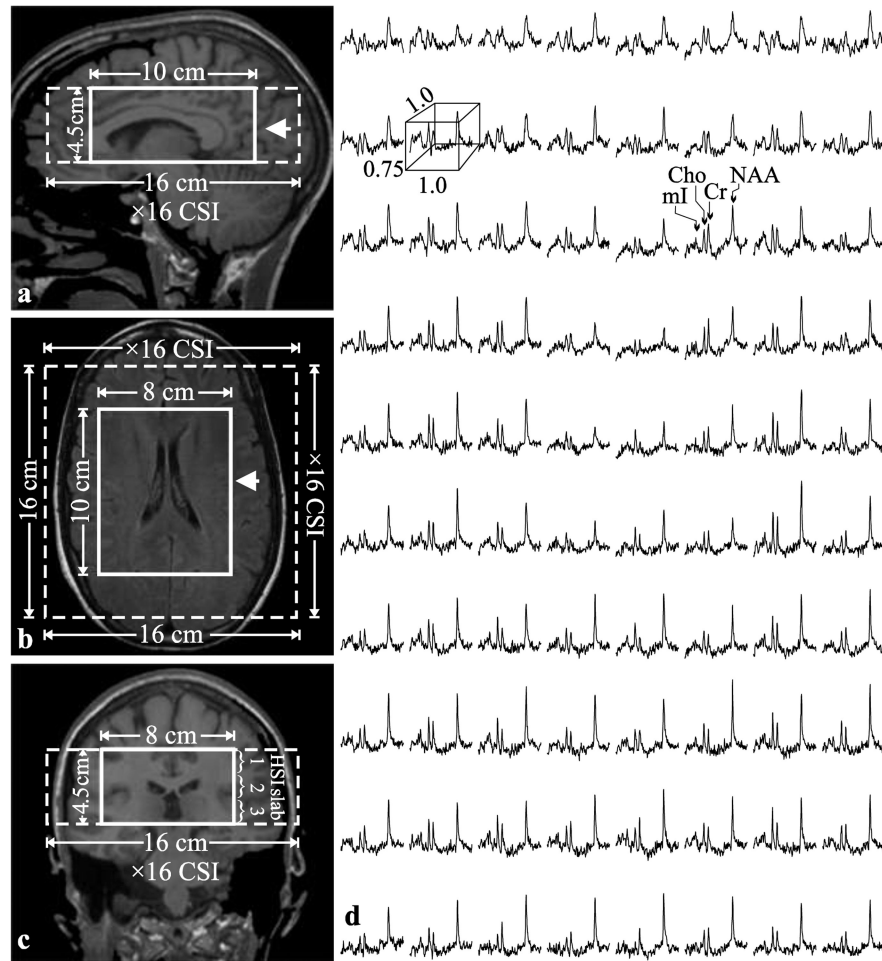 10 cm
4.5cm
16 cm
×16 CSI
a
×16 CSI
8 cm
16 cm
10 cm
×16 CSI
16 cm
b
8 cm
4.5cm
HSI slab
1
2
3
16 cm
×16 CSI
c
1.0
0.75
1.0
Cho
mI
Cr
NAA
d